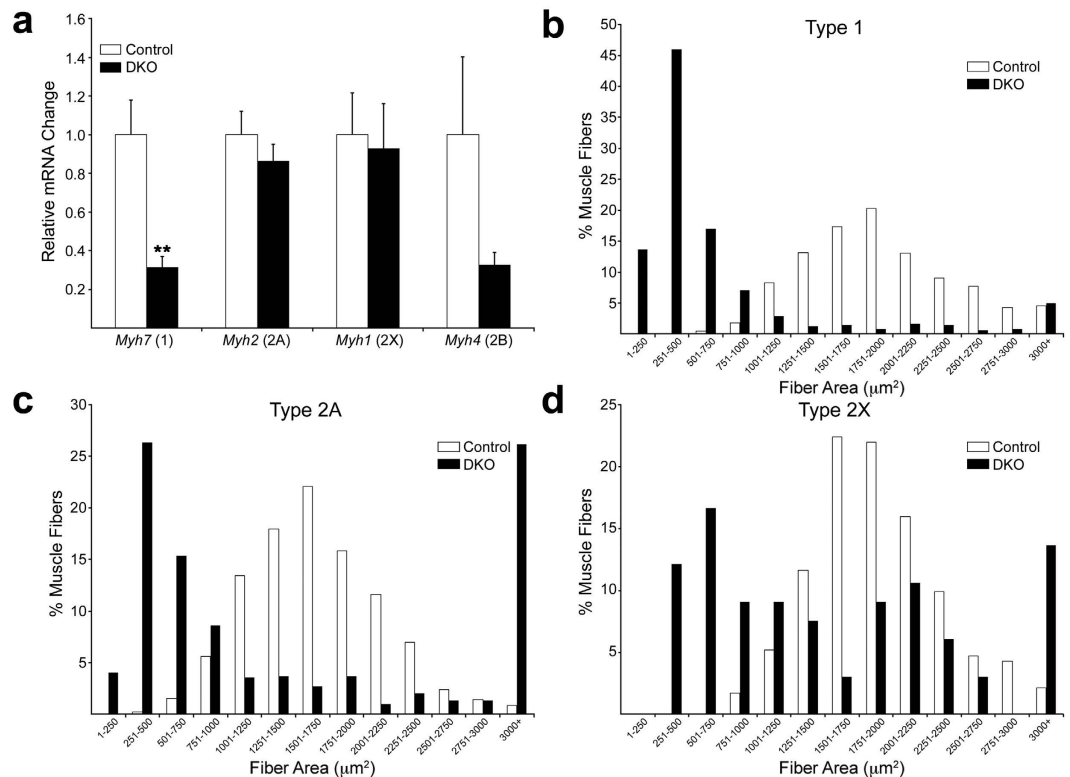 a
Control
DKO
Relative mRNA Change
1.6
1.4
1.2
1.0
0.8
0.6
0.4
0.2
**
Myh7 (1) Myh2 (2A) Myh1 (2X) Myh4 (2B)
b
Type 1
Control
DKO
% Muscle Fibers
50
45
40
35
30
25
20
15
10
5
1-250 251-500 501-750 751-1000 1001-1250 1251-1500 1501-1750 1751-2000 2001-2250 2251-2500 2501-2750 2751-3000 3000+
Fiber Area (μm²)
c
Type 2A
Control
DKO
% Muscle Fibers
30
25
20
15
10
5
1-250 251-500 501-750 751-1000 1001-1250 1251-1500 1501-1750 1751-2000 2001-2250 2251-2500 2501-2750 2751-3000 3000+
Fiber Area (μm²)
d
Type 2X
Control
DKO
% Muscle Fibers
25
20
15
10
5
1-250 251-500 501-750 751-1000 1001-1250 1251-1500 1501-1750 1751-2000 2001-2250 2251-2500 2501-2750 2751-3000 3000+
Fiber Area (μm²)